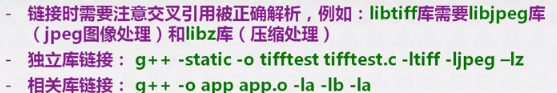 - 链接时需要注意交叉引用被正确解析，例如：libtiff库需要libjpeg库
（jpeg图像处理）和libz库（压缩处理）
- 独立库链接： g++ -static -o tifftest tifftest.c -ltiff -ljpeg –lz
- 相关库链接： g++ -o app app.o -la -lb -la